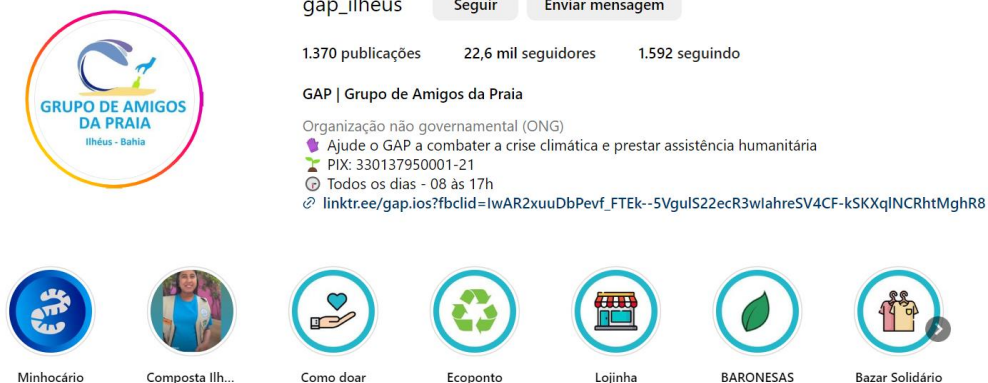 gap_ilheus Seguir Enviar mensagem
1.370 publicações 22,6 mil seguidores 1.592 seguindo
GRUPO DE AMIGOS
DA PRAIA
Ilhéus - Bahia
GAP | Grupo de Amigos da Praia
Organização não governamental (ONG)
Ajude o GAP a combater a crise climática e prestar assistência humanitária
PIX: 330137950001-21
Todos os dias - 08 às 17h
linktr.ee/gap.ios?fbclid=IwAR2xuuDbPevf_FTEk--5VgulS22ecR3wIahreSV4CF-kSKXqlNCRhtMghR8
Minhocário Composta Ilh... Como doar Ecoponto Lojinha BARONESAS Bazar Solidário